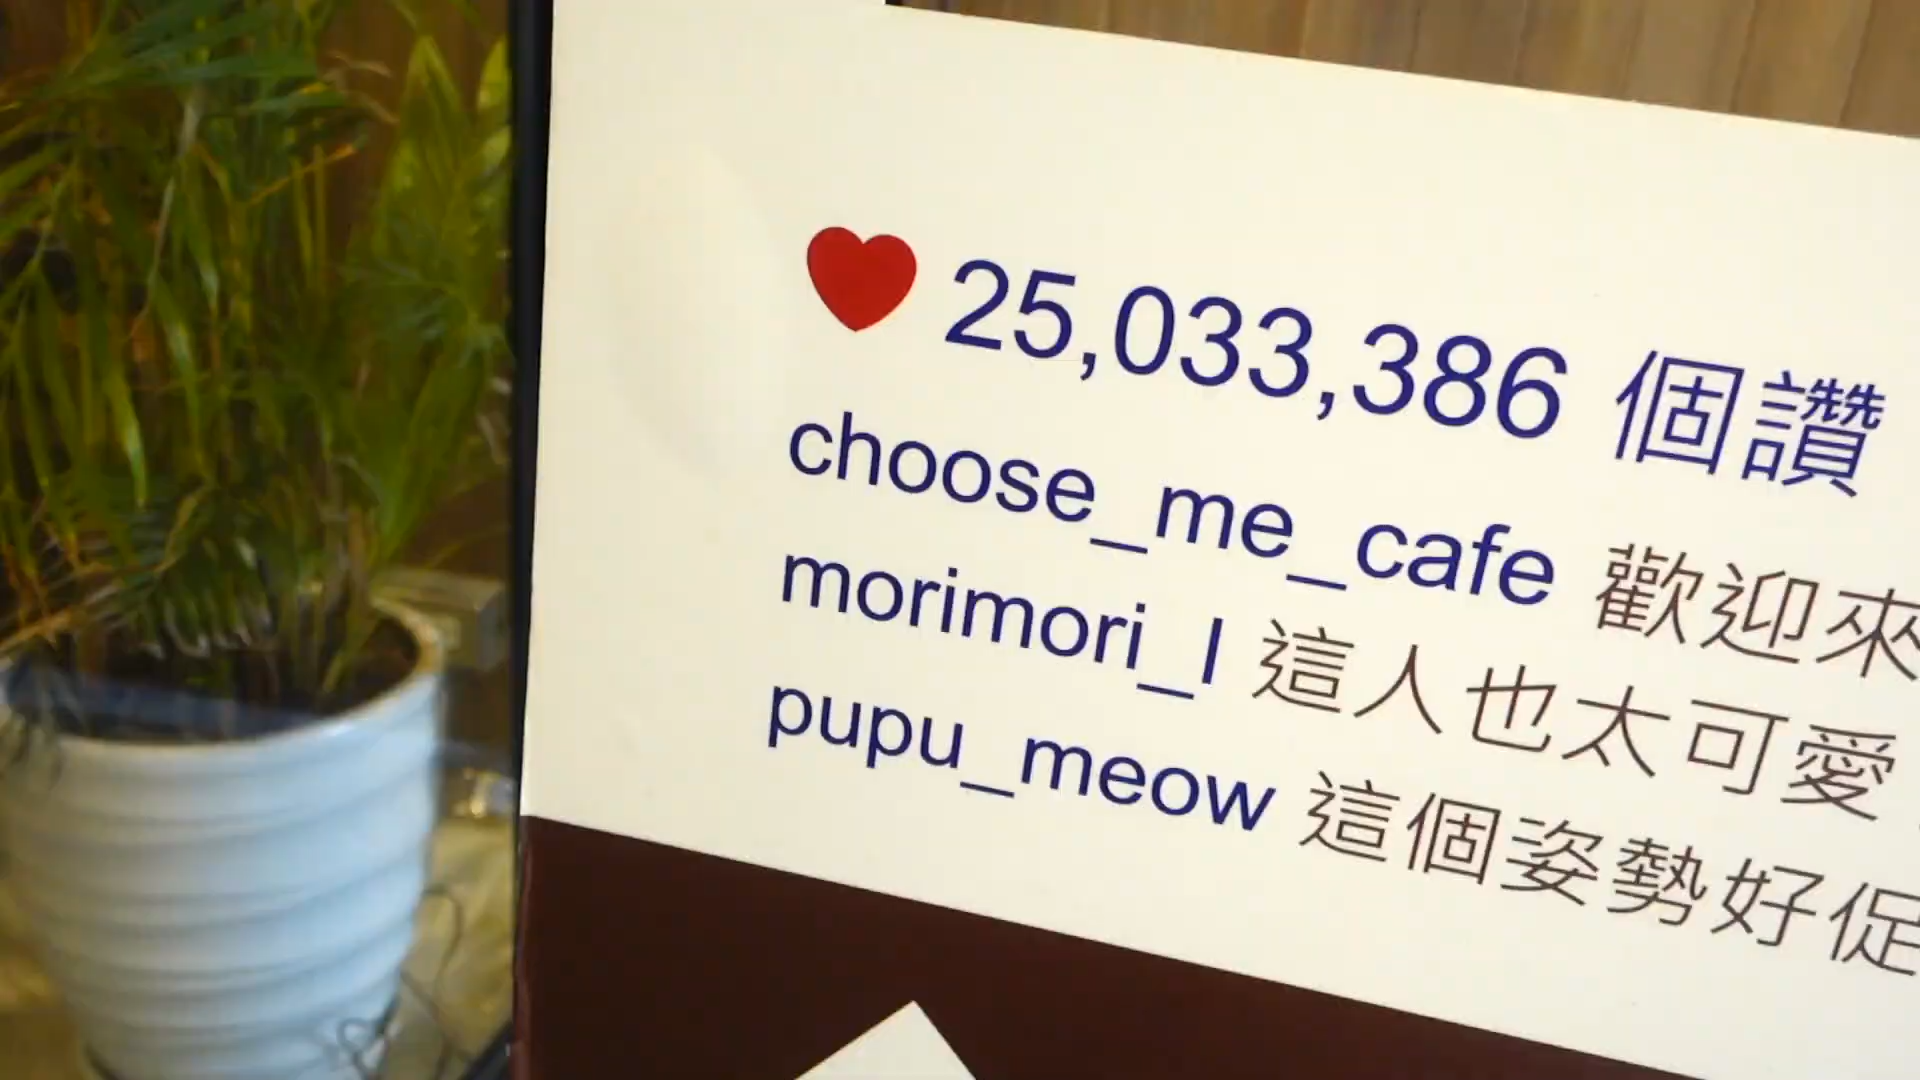 25,033,386 個讚
choose_me_cafe 歡迎來
morimori_l 這人也太可愛
pupu_meow 這個姿勢好促